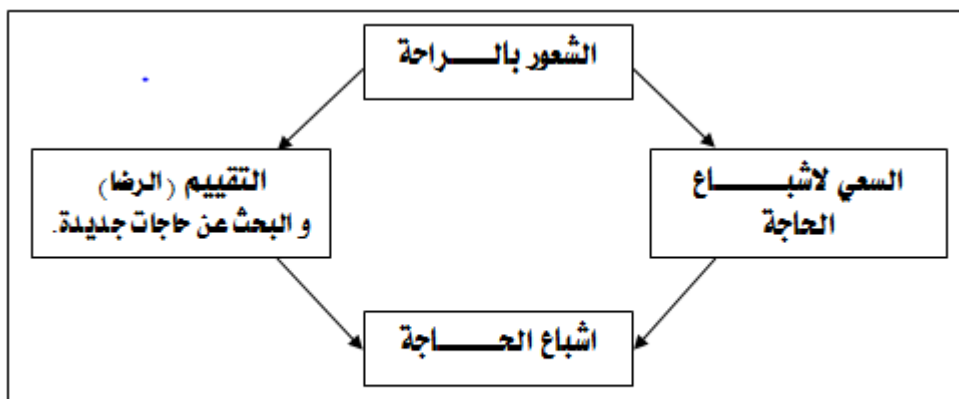 الشعور بالـــــراحة
السعي لاشبـــــاع
الحاجة
التقييم (الرضا)
و البحث عن حاجات جديدة.
اشباع الحـــــاجة